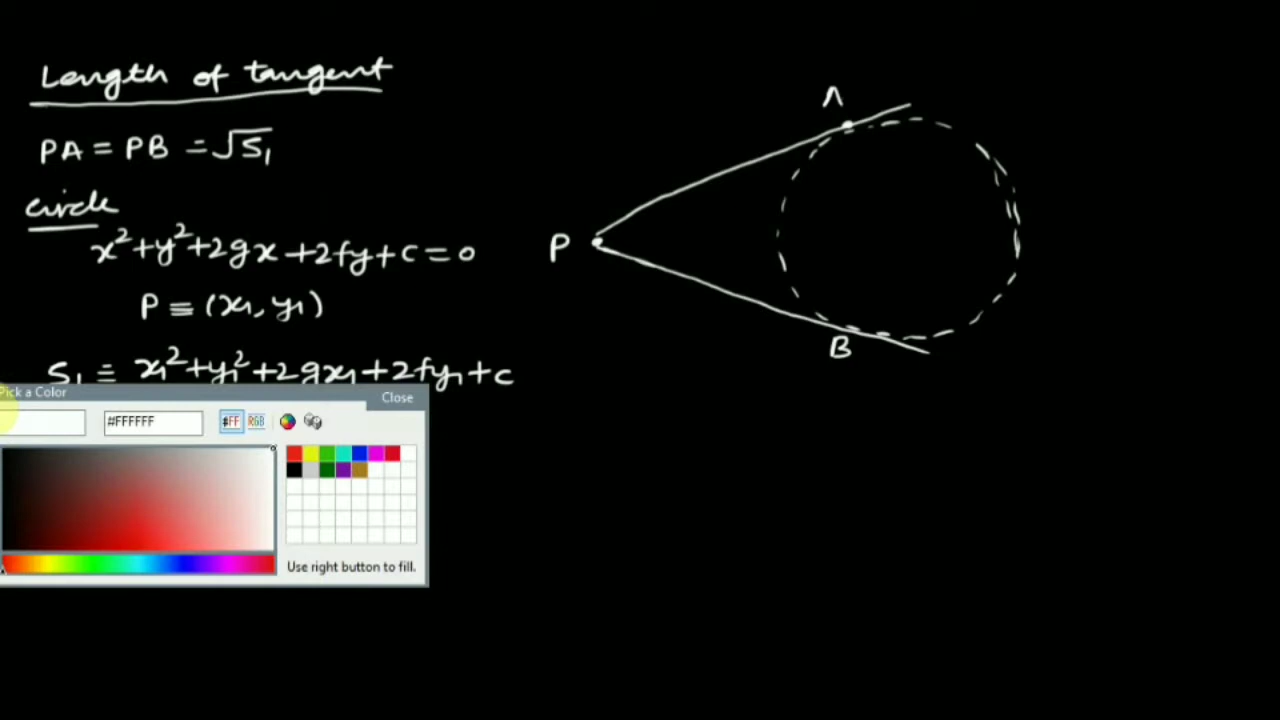 Length of tangent
PA = PB = √S₁
Circle
x²+y²+2gx+2fy+c=0
P ≡ (x₁, y₁)
S₁ ≡ x₁²+y₁²+2gx₁+2fy₁+c
A
P
B
Pick a Color
Close
#FFFFFF
#FF RGB
Use right button to fill.